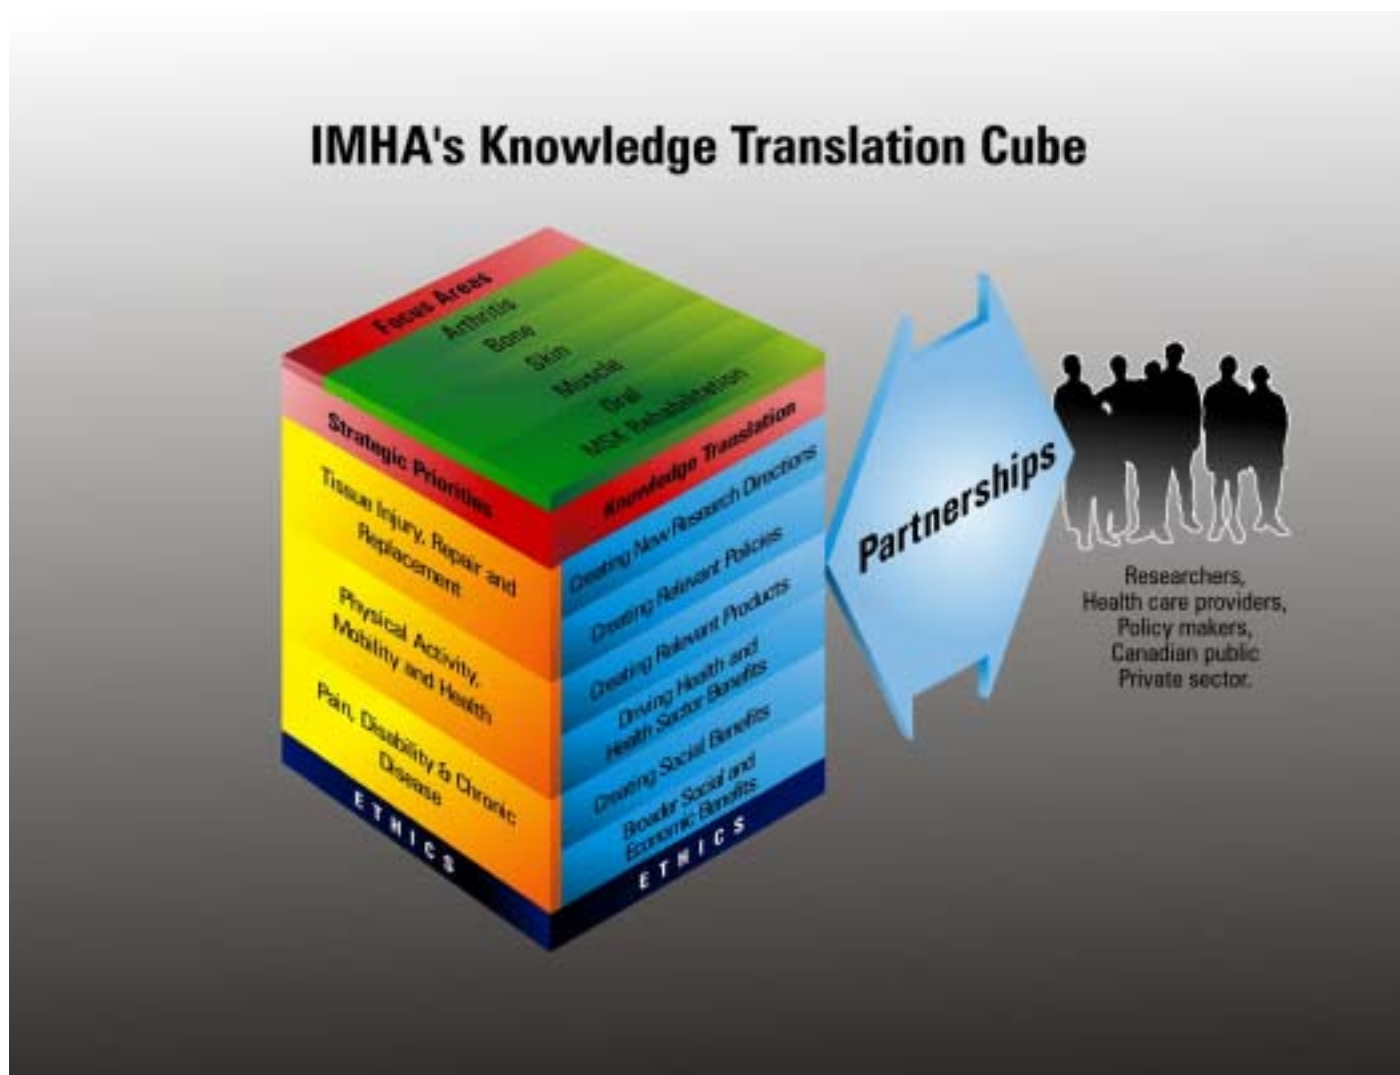 IMHA's Knowledge Translation Cube
Focus Areas
Arthritis
Bone
Skin
Muscle
Oral
MSK Rehabilitation
Strategic Priorities
Tissue Injury, Repair and
Replacement
Physical Activity,
Mobility and Health
Pain, Disability & Chronic
Disease
ETHICS
Knowledge Translation
Creating New Research Directions
Creating Relevant Policies
Creating Relevant Products
Driving Health and
Health Sector Benefits
Creating Social Benefits
Broader Social and
Economic Benefits
ETHICS
Partnerships
Researchers,
Health care providers,
Policy makers,
Canadian public
Private sector.